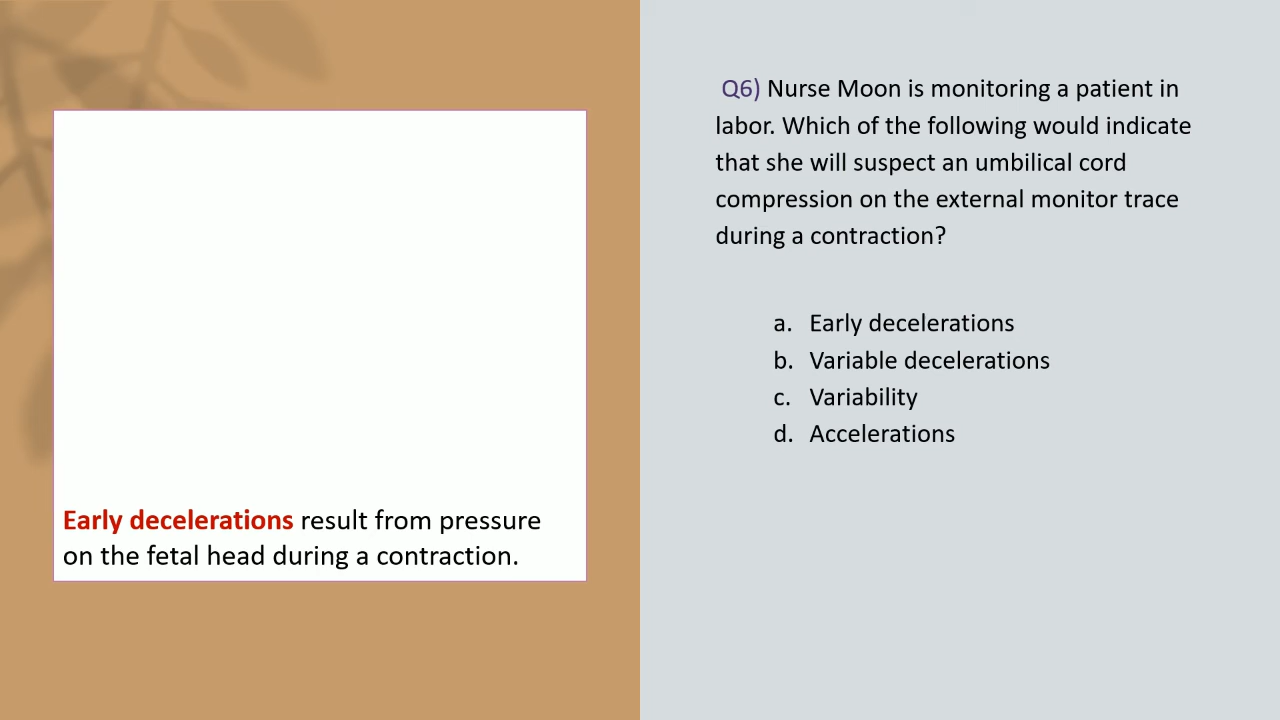 Early decelerations result from pressure
on the fetal head during a contraction.
Q6) Nurse Moon is monitoring a patient in
labor. Which of the following would indicate
that she will suspect an umbilical cord
compression on the external monitor trace
during a contraction?
a. Early decelerations
b. Variable decelerations
c. Variability
d. Accelerations